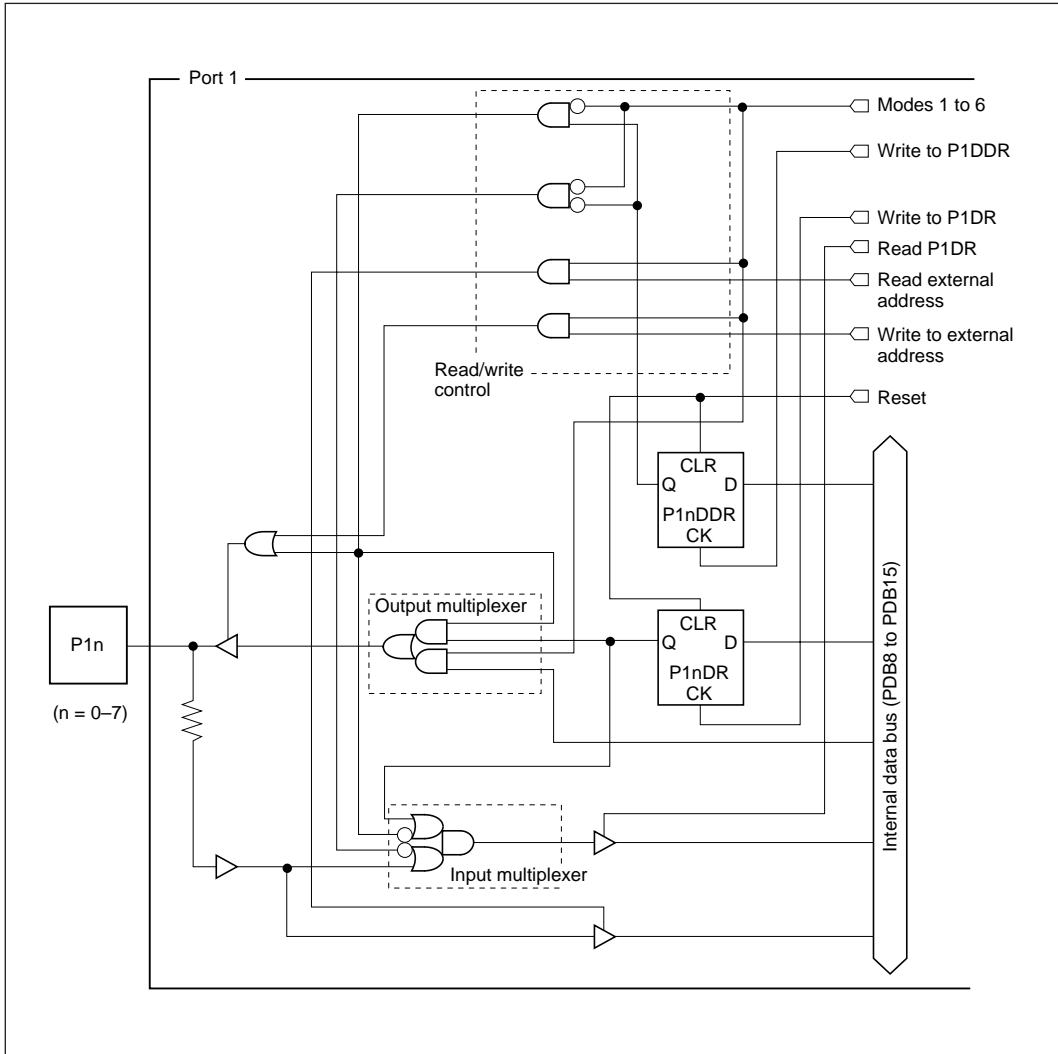 Port 1
Modes 1 to 6
Write to P1DDR
Write to P1DR
Read P1DR
Read external
address
Write to external
address
Read/write
control
Reset
CLR
Q D
P1nDDR
CK
Output multiplexer
CLR
Q D
P1nDR
CK
P1n
(n = 0–7)
Input multiplexer
Internal data bus (PDB8 to PDB15)